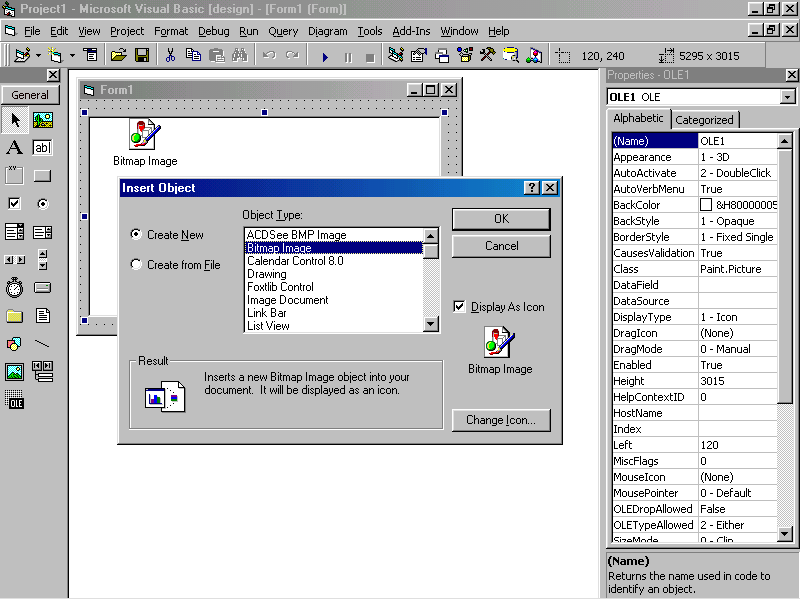 Project1 - Microsoft Visual Basic [design] - [Form1 (Form)]
File Edit View Project Format Debug Run Query Diagram Tools Add-Ins Window Help
120, 240 5295 x 3015
General
A
ab|
xy
OLE
Form1
Bitmap Image
Insert Object
Create New
Create from File
Object Type:
ACDSee BMP Image
Bitmap Image
Calendar Control 8.0
Drawing
Foxtlib Control
Image Document
Link Bar
List View
OK
Cancel
Display As Icon
Bitmap Image
Change Icon...
Result
Inserts a new Bitmap Image object into your
document. It will be displayed as an icon.
Properties - OLE1
OLE1 OLE
Alphabetic Categorized
(Name) OLE1
Appearance 1 - 3D
AutoActivate 2 - DoubleClick
AutoVerbMenu True
BackColor &H80000005
BackStyle 1 - Opaque
BorderStyle 1 - Fixed Single
CausesValidation True
Class Paint.Picture
DataField
DataSource
DisplayType 1 - Icon
DragIcon (None)
DragMode 0 - Manual
Enabled True
Height 3015
HelpContextID 0
HostName
Index
Left 120
MiscFlags 0
MouseIcon (None)
MousePointer 0 - Default
OLEDropAllowed False
OLETypeAllowed 2 - Either
SizeMode 0 - Clip
(Name)
Returns the name used in code to
identify an object.